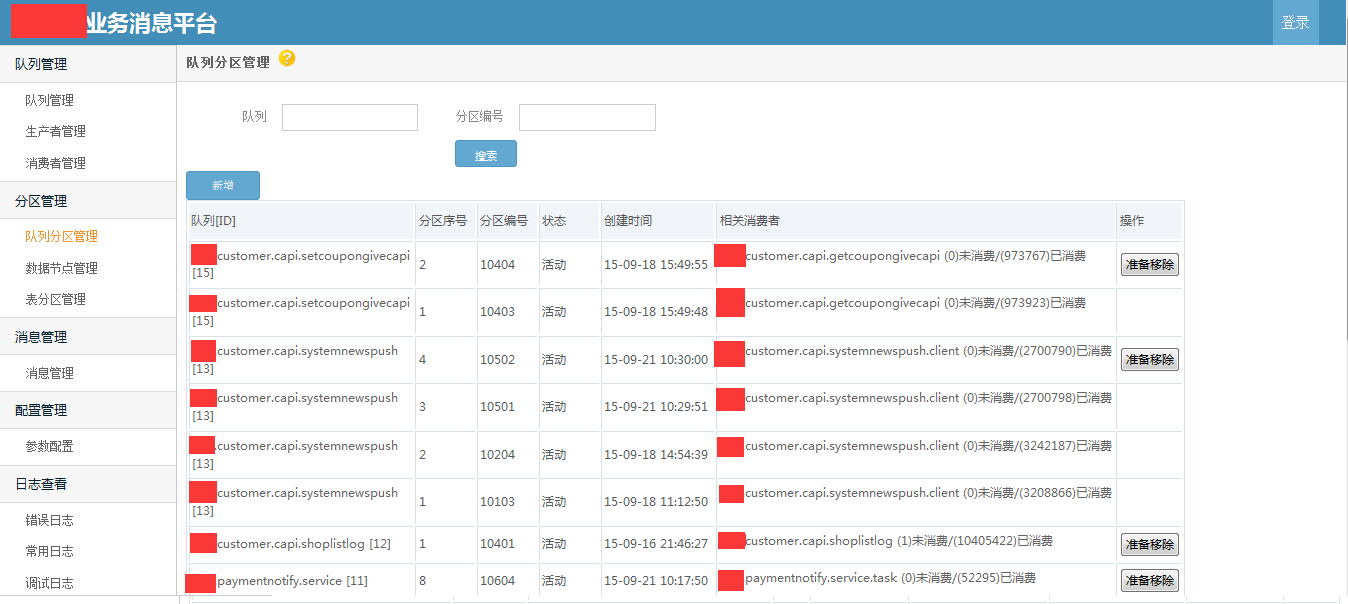 业务消息平台
登录
队列管理
队列管理
生产者管理
消费者管理
分区管理
队列分区管理
数据节点管理
表分区管理
消息管理
消息管理
配置管理
参数配置
日志查看
错误日志
常用日志
调试日志
队列分区管理 ?
队列 分区编号
搜索
新增
队列[ID] 分区序号 分区编号 状态 创建时间 相关消费者 操作
customer.capi.setcoupongivecapi
[15] 2 10404 活动 15-09-18 15:49:55 customer.capi.getcoupongivecapi (0)未消费/(973767)已消费 准备移除
customer.capi.setcoupongivecapi
[15] 1 10403 活动 15-09-18 15:49:48 customer.capi.getcoupongivecapi (0)未消费/(973923)已消费
customer.capi.systemnewspush
[13] 4 10502 活动 15-09-21 10:30:00 customer.capi.systemnewspush.client (0)未消费/(2700790)已消费 准备移除
customer.capi.systemnewspush
[13] 3 10501 活动 15-09-21 10:29:51 customer.capi.systemnewspush.client (0)未消费/(2700798)已消费
customer.capi.systemnewspush
[13] 2 10204 活动 15-09-18 14:54:39 customer.capi.systemnewspush.client (0)未消费/(3242187)已消费
customer.capi.systemnewspush
[13] 1 10103 活动 15-09-18 11:12:50 customer.capi.systemnewspush.client (0)未消费/(3208866)已消费
customer.capi.shoplistlog [12] 1 10401 活动 15-09-16 21:46:27 customer.capi.shoplistlog (1)未消费/(10405422)已消费 准备移除
paymentnotify.service [11] 8 10604 活动 15-09-21 10:17:50 paymentnotify.service.task (0)未消费/(52295)已消费 准备移除